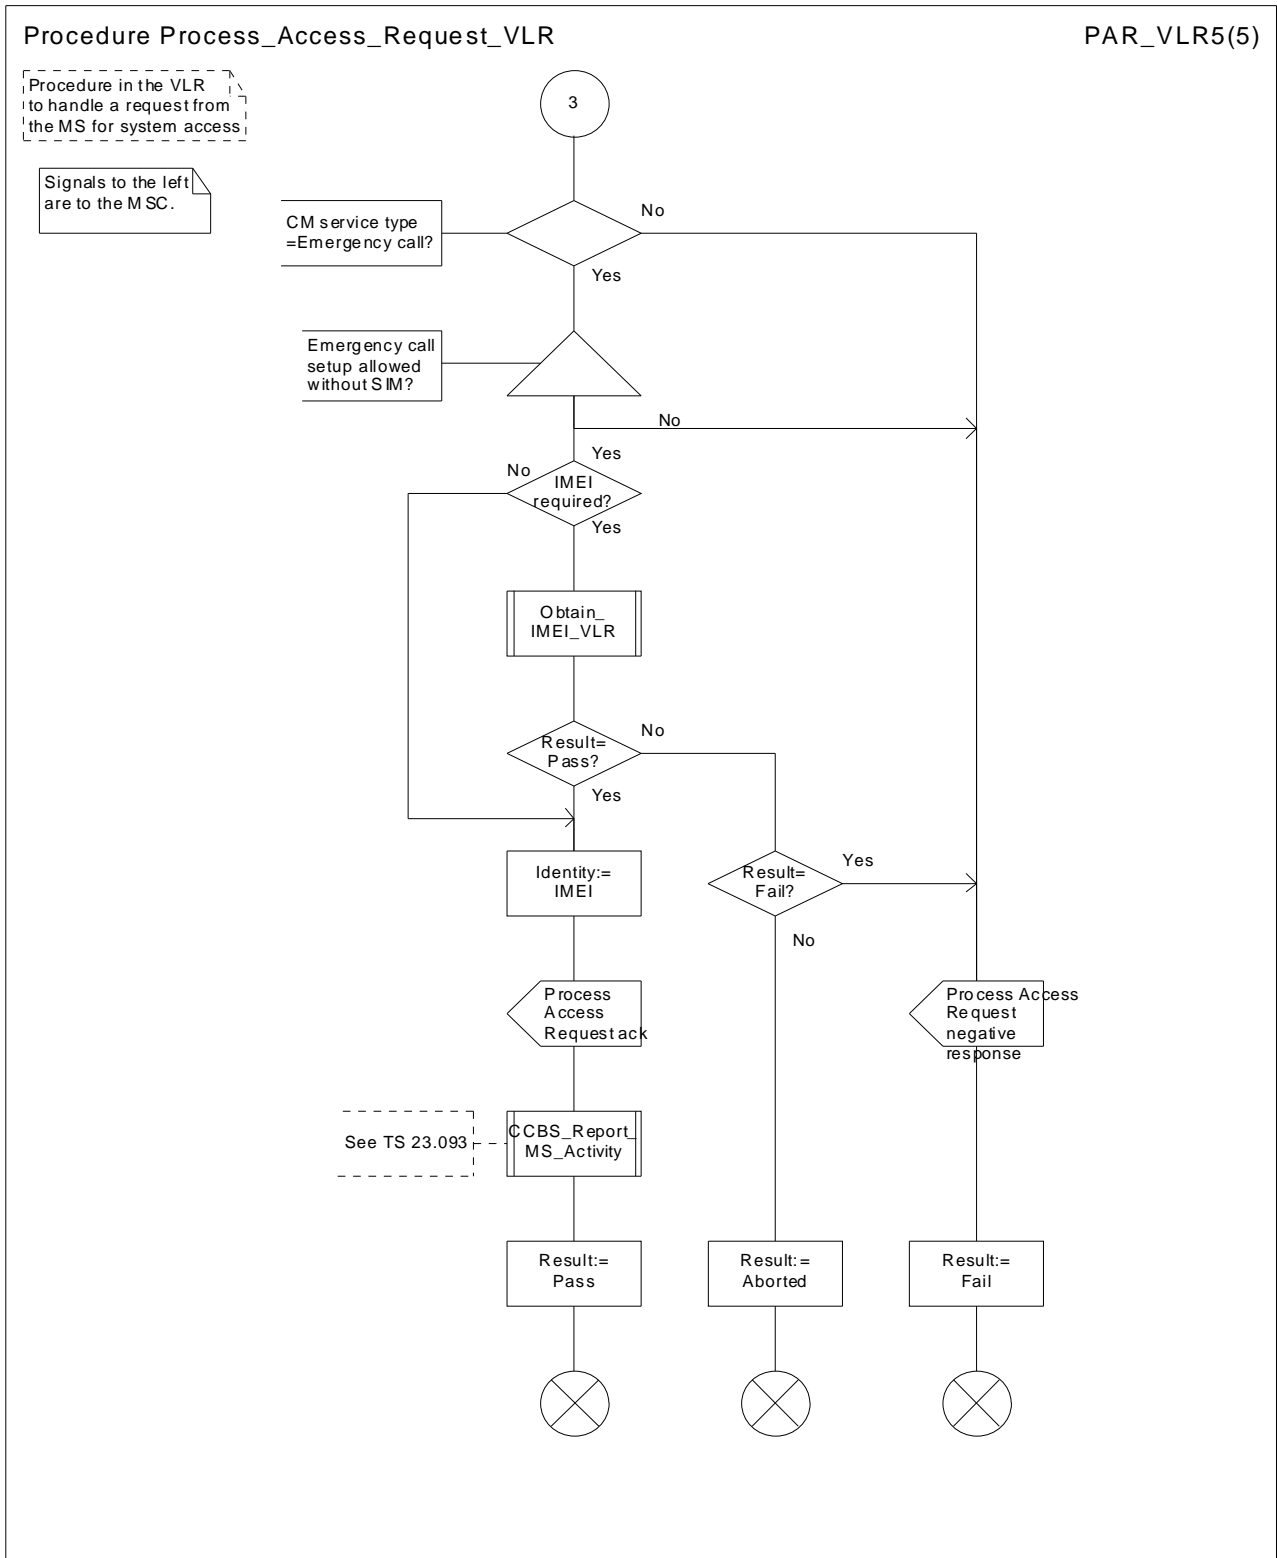 Procedure Process_Access_Request_VLR
PAR_VLR5(5)
Procedure in the VLR
to handle a request from
the MS for system access
3
Signals to the left
are to the MSC.
CM service type
=Emergency call?
No
Yes
Emergency call
setup allowed
without SIM?
No
Yes
No
IMEI
required?
Yes
Obtain_
IMEI_VLR
No
Result=
Pass?
Yes
Identity:=
IMEI
Result=
Fail?
Yes
No
Process
Access
Request ack
Process Access
Request
negative
response
See TS 23.093
CCBS_Report_
MS_Activity
Result:=
Pass
Result:=
Aborted
Result:=
Fail